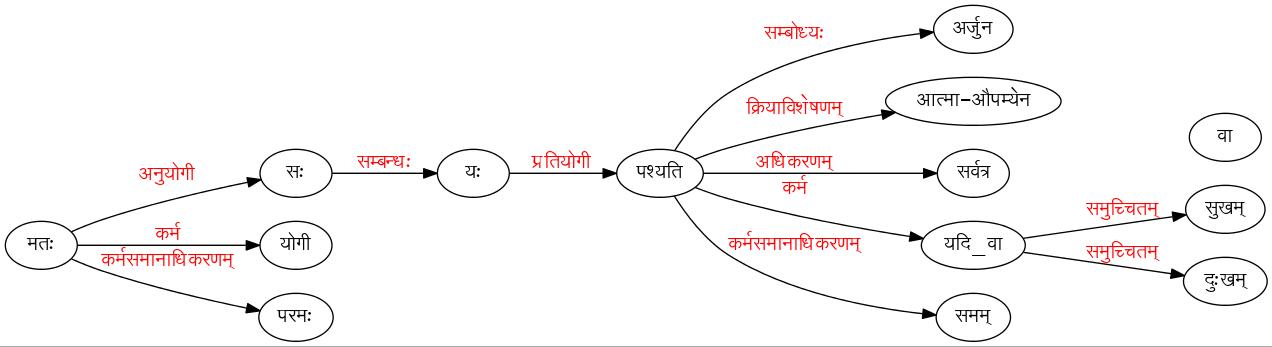 अर्जुन
सम्बोध्यः
आत्मा-औपम्येन
क्रियाविशेषणम्
वा
अधिकरणम्
अनुयोगी
सः
सम्बन्धः
यः
प्रतियोगी
पश्यति
सर्वत्र
कर्म
समुच्चितम्
सुखम्
मतः
कर्म
योगी
कर्मसमानाधिकरणम्
यदि_वा
कर्मसमानाधिकरणम्
समुच्चितम्
दुःखम्
परमः
समम्